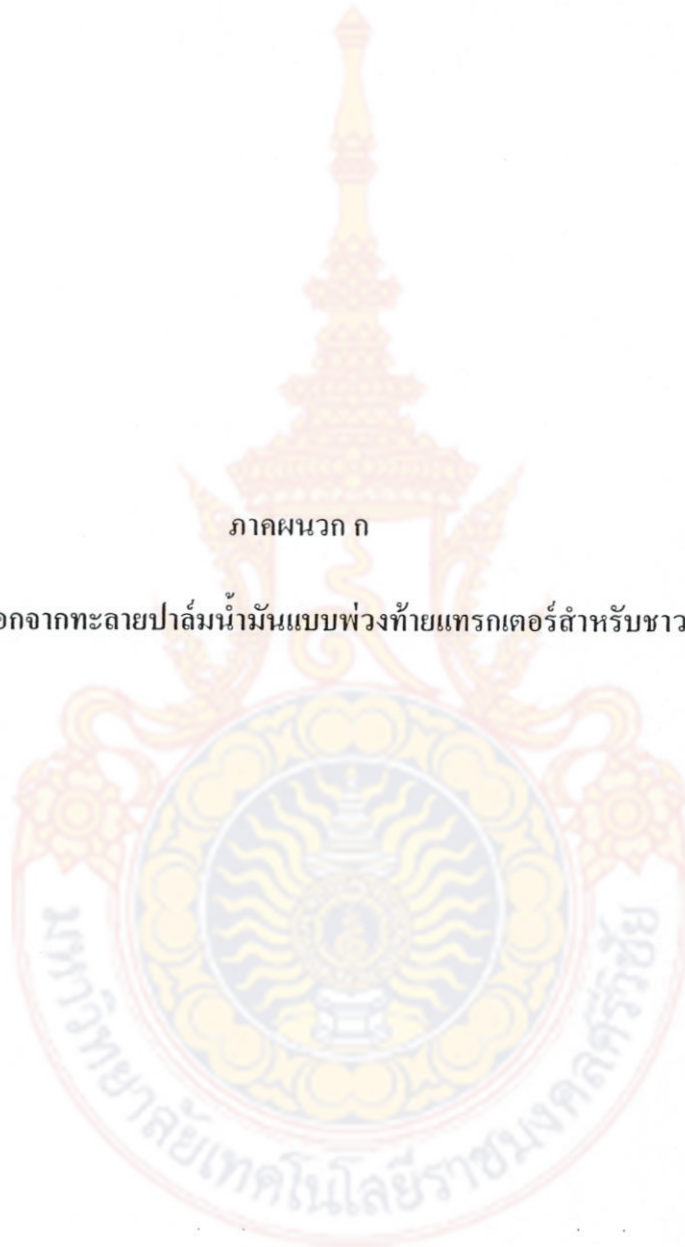 ภาคผนวก ก
อกจากทะลายปาล์มน้ำมันแบบพ่วงท้ายแทรกเตอร์สำหรับชาว
มหาวิทยาลัยเทคโนโลยีราชมงคลศรีวิชัย